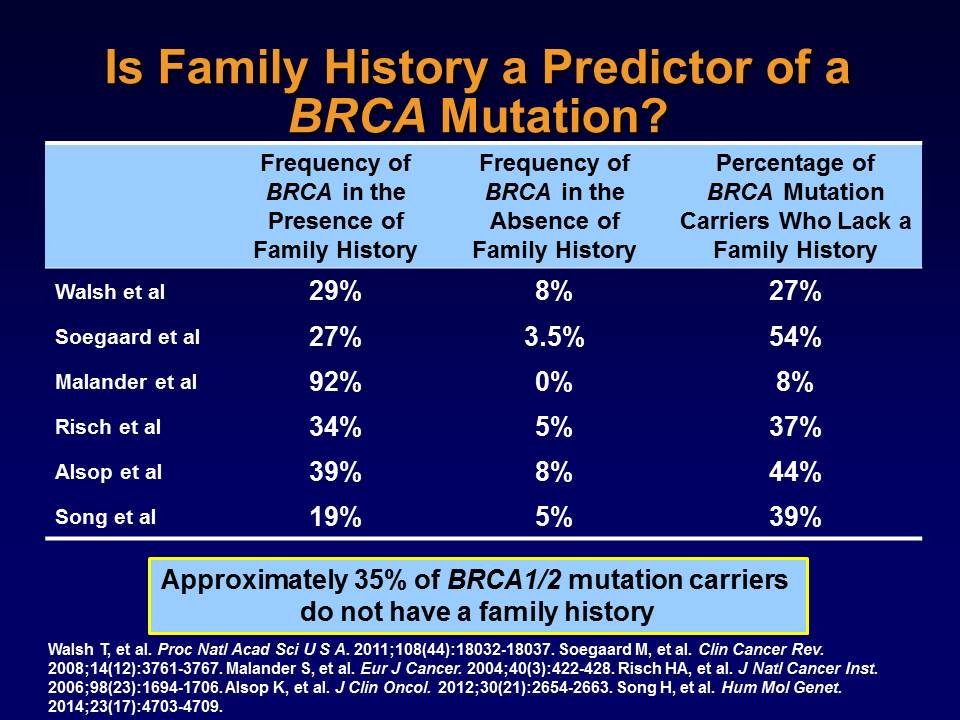 Is Family History a Predictor of a
BRCA Mutation?
Frequency of
BRCA in the
Presence of
Family History
Frequency of
BRCA in the
Absence of
Family History
Percentage of
BRCA Mutation
Carriers Who Lack a
Family History
Walsh et al 29% 8% 27%
Soegaard et al 27% 3.5% 54%
Malander et al 92% 0% 8%
Risch et al 34% 5% 37%
Alsop et al 39% 8% 44%
Song et al 19% 5% 39%
Approximately 35% of BRCA1/2 mutation carriers
do not have a family history
Walsh T, et al. Proc Natl Acad Sci U S A. 2011;108(44):18032-18037. Soegaard M, et al. Clin Cancer Rev.
2008;14(12):3761-3767. Malander S, et al. Eur J Cancer. 2004;40(3):422-428. Risch HA, et al. J Natl Cancer Inst.
2006;98(23):1694-1706. Alsop K, et al. J Clin Oncol. 2012;30(21):2654-2663. Song H, et al. Hum Mol Genet.
2014;23(17):4703-4709.